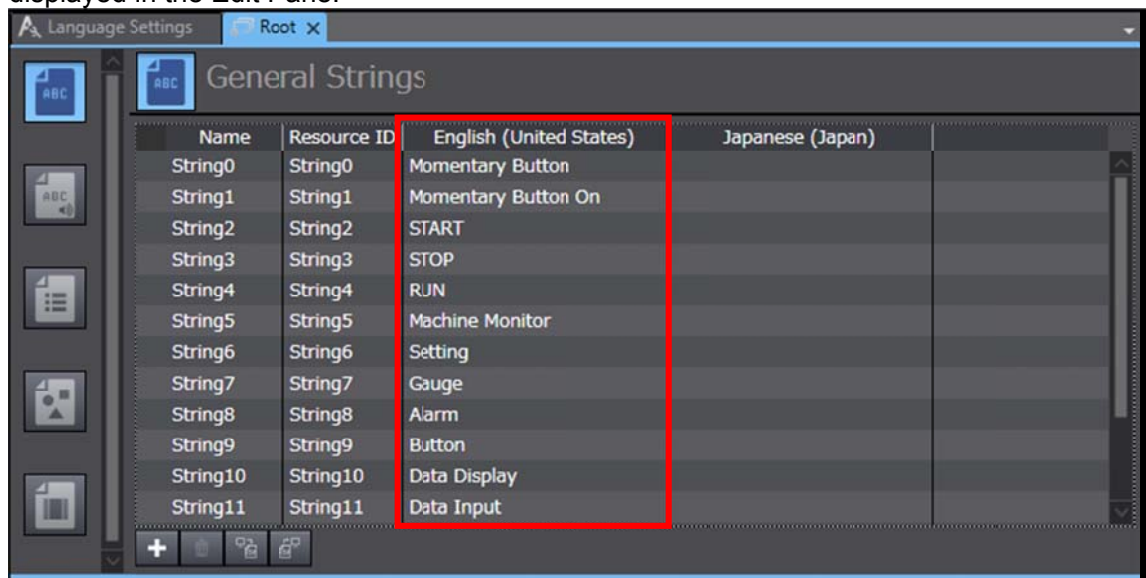 displayed in the Edit Pane.
Language Settings Root
ABC ABC General Strings
Name Resource ID English (United States) Japanese (Japan)
String0 String0 Momentary Button
ABC String1 String1 Momentary Button On
String2 String2 START
String3 String3 STOP
String4 String4 RUN
String5 String5 Machine Monitor
String6 String6 Setting
String7 String7 Gauge
String8 String8 Alarm
String9 String9 Button
String10 String10 Data Display
String11 String11 Data Input